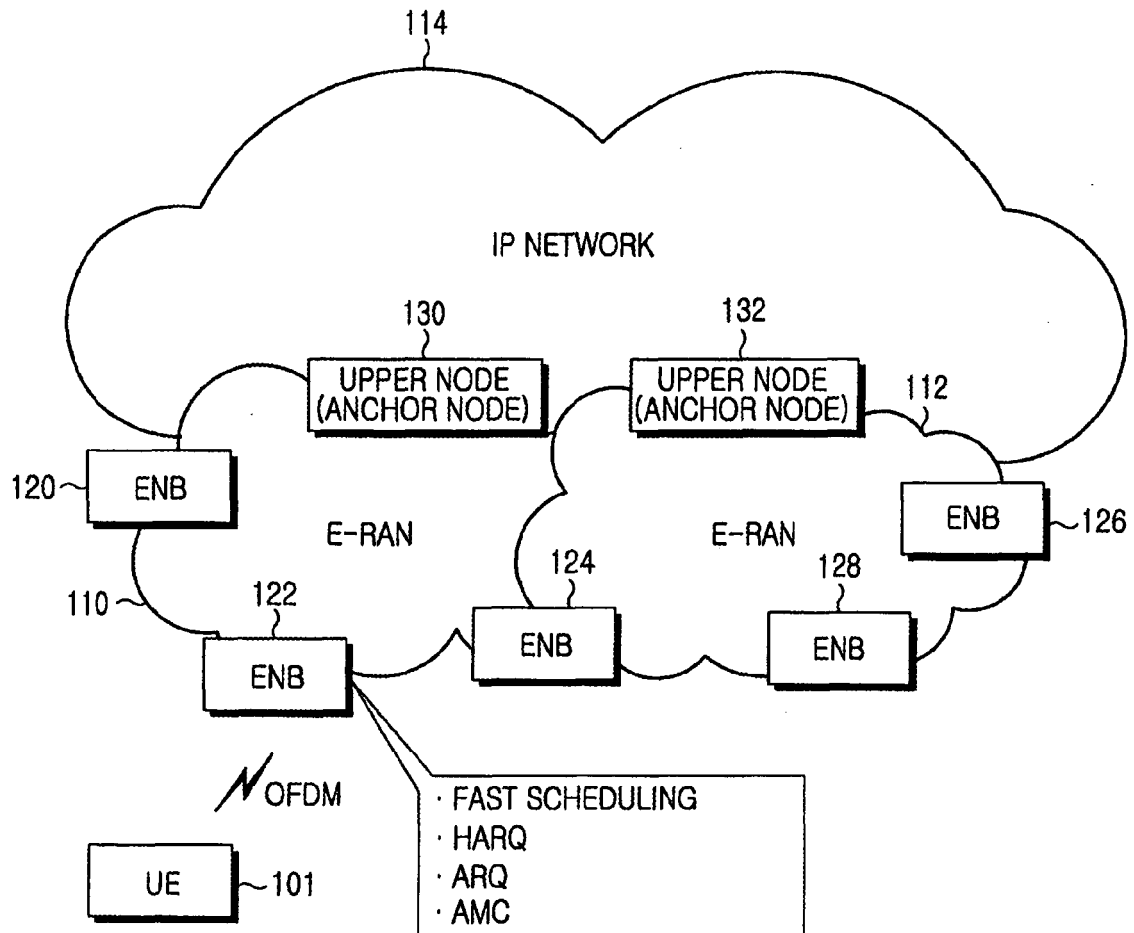 114
IP NETWORK
130
132
UPPER NODE
(ANCHOR NODE)
UPPER NODE
(ANCHOR NODE)
112
120
ENB
E-RAN
E-RAN
ENB
126
110
122
124
128
ENB
ENB
ENB
OFDM
· FAST SCHEDULING
· HARQ
· ARQ
· AMC
UE
101